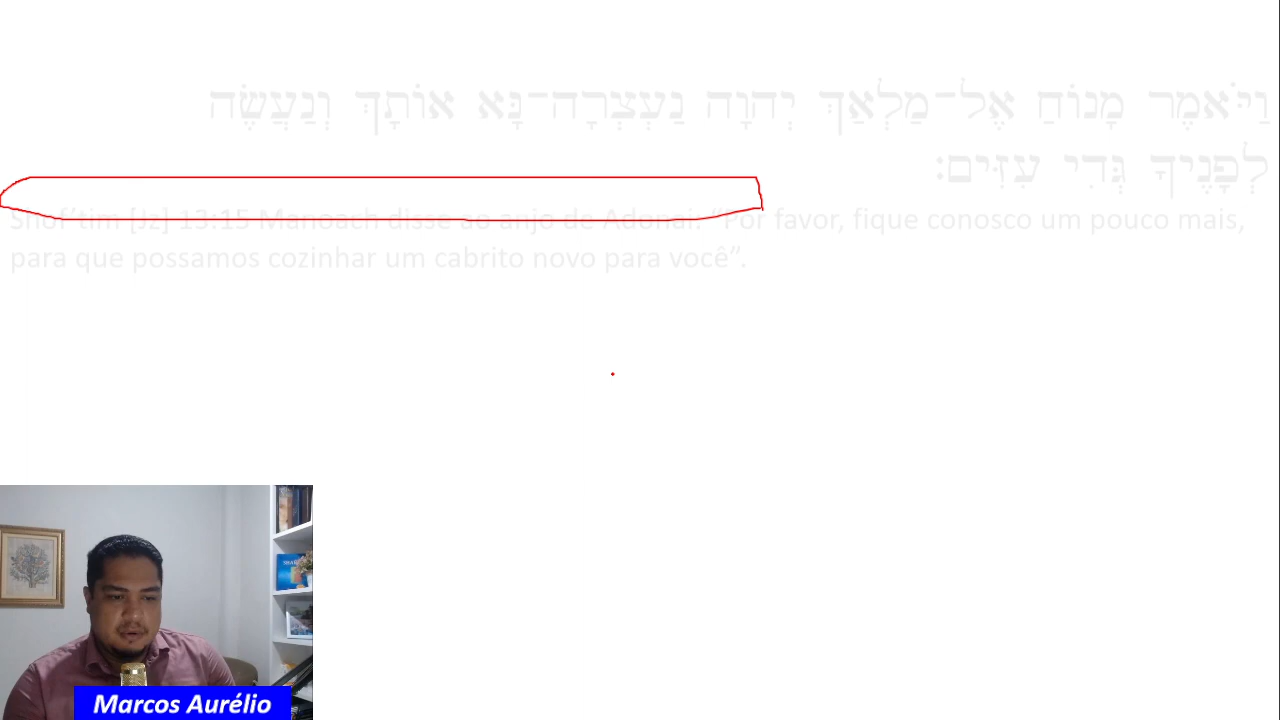 וַיֹּאמֶר מָנוֹחַ אֶל־מַלְאַךְ יְהוָה נַעְצְרָה־נָּא אוֹתָךְ וְנַעֲשֶׂה
לְפָנֶיךָ גְּדִי עִזִּים׃
Shof’tim [Jz] 13:15 Manoach disse ao anjo de Adonai: “Por favor, fique conosco um pouco mais,
para que possamos cozinhar um cabrito novo para você”.
Marcos Aurélio